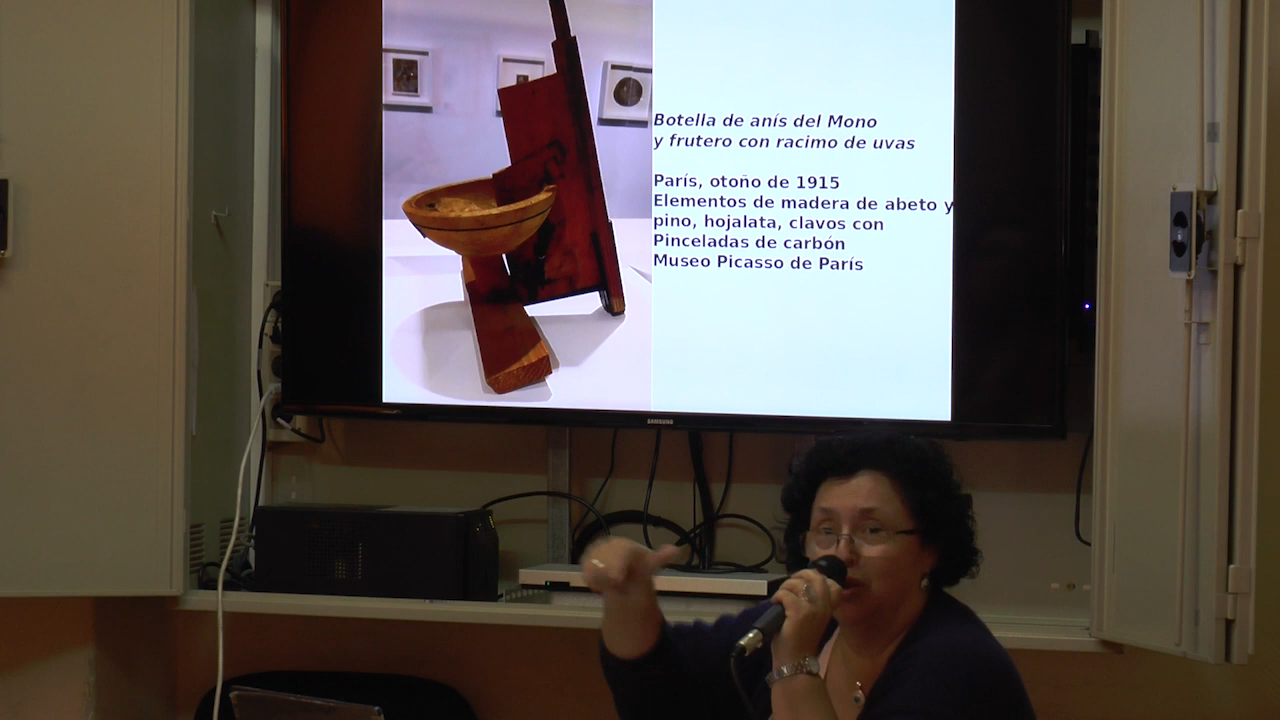 Botella de anís del Mono
y frutero con racimo de uvas
París, otoño de 1915
Elementos de madera de abeto y
pino, hojalata, clavos con
Pinceladas de carbón
Museo Picasso de París
SAMSUNG